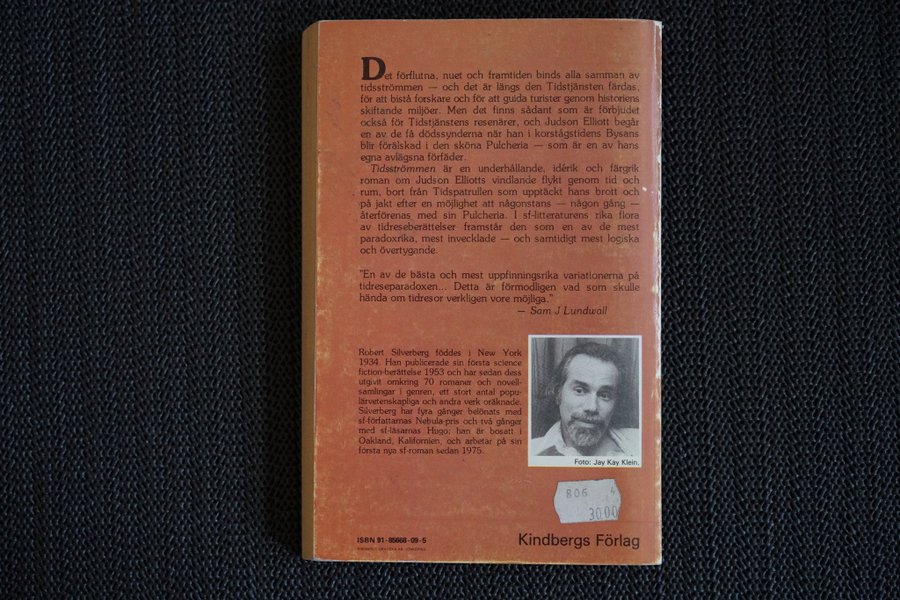 Det förflutna, nuet och framtiden binds alla samman av
tidsströmmen — och det är längs den Tidstjänsten färdas,
för att bistå forskare och för att guida turister genom historiens
skiftande miljöer. Men det finns sådant som är förbjudet
också för Tidstjänstens resenärer, och Judson Elliott begår
en av de få dödssynderna när han i korstågstidens Bysans
blir förälskad i den sköna Pulcheria — som är en av hans
egna avlägsna förfäder.
Tidsströmmen är en underhållande, idérik och färgrik
roman om Judson Elliotts vindlande flykt genom tid och
rum, bort från Tidspatrullen som upptäckt hans brott och
på jakt efter en möjlighet att någonstans — någon gång —
återförenas med sin Pulcheria. I sf-litteraturens rika flora
av tidreseberättelser framstår den som en av de mest
paradoxrika, mest invecklade — och samtidigt mest logiska
och övertygande.
"En av de bästa och mest uppfinningsrika variationerna på
tidreseparadoxen... Detta är förmodligen vad som skulle
hända om tidresor verkligen vore möjliga."
— Sam J Lundwall
Robert Silverberg föddes i New York
1934. Han publicerade sin första science
fiction-berättelse 1953 och har sedan dess
utgivit omkring 70 romaner och novell-
samlingar i genren, ett stort antal popu-
lärvetenskapliga och andra verk oräknade.
Silverberg har fyra gånger belönats med
sf-författarnas Nebula-pris och två gånger
med sf-läsarnas Hugo; han är bosatt i
Oakland, Kalifornien, och arbetar på sin
första nya sf-roman sedan 1975.
Foto: Jay Kay Klein.
806 4
3000
ISBN 91-85668-09-5
Kindbergs Förlag